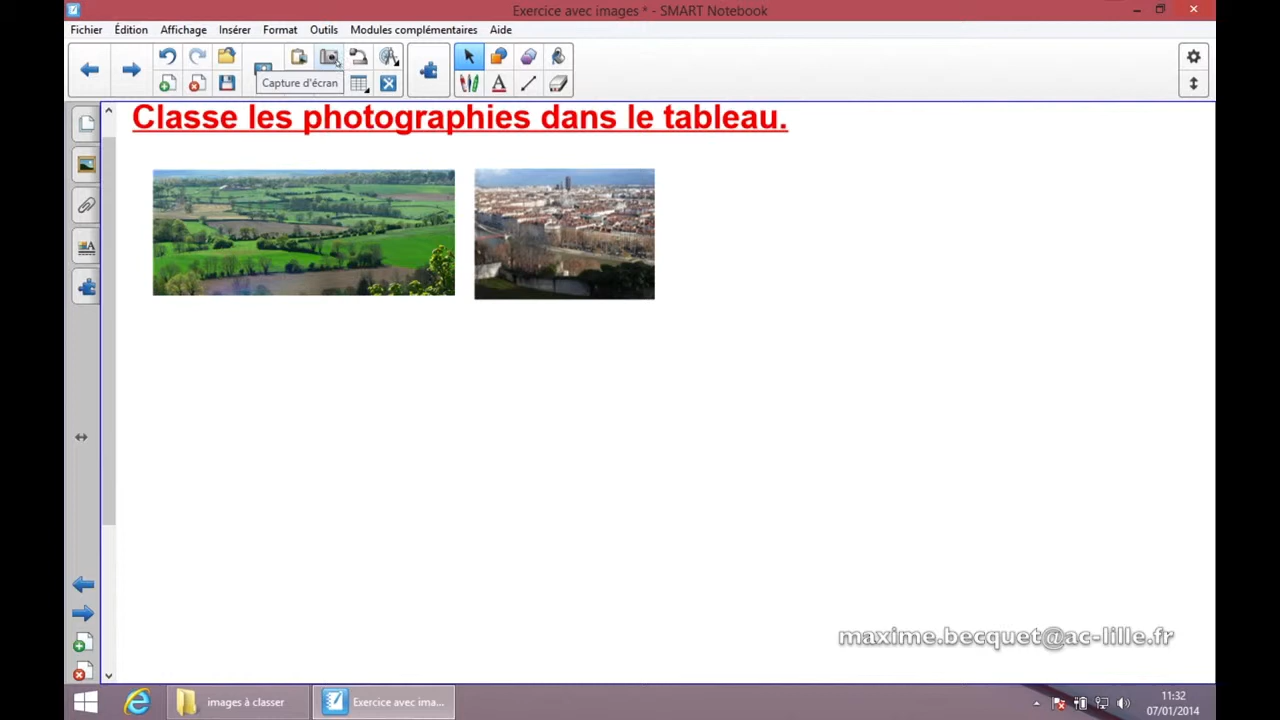 Exercice avec images * - SMART Notebook
Fichier Édition Affichage Insérer Format Outils Modules complémentaires Aide
Capture d'écran
Classe les photographies dans le tableau.
maxime.becquet@ac-lille.fr
images à classer
Exercice avec ima...
11:32
07/01/2014